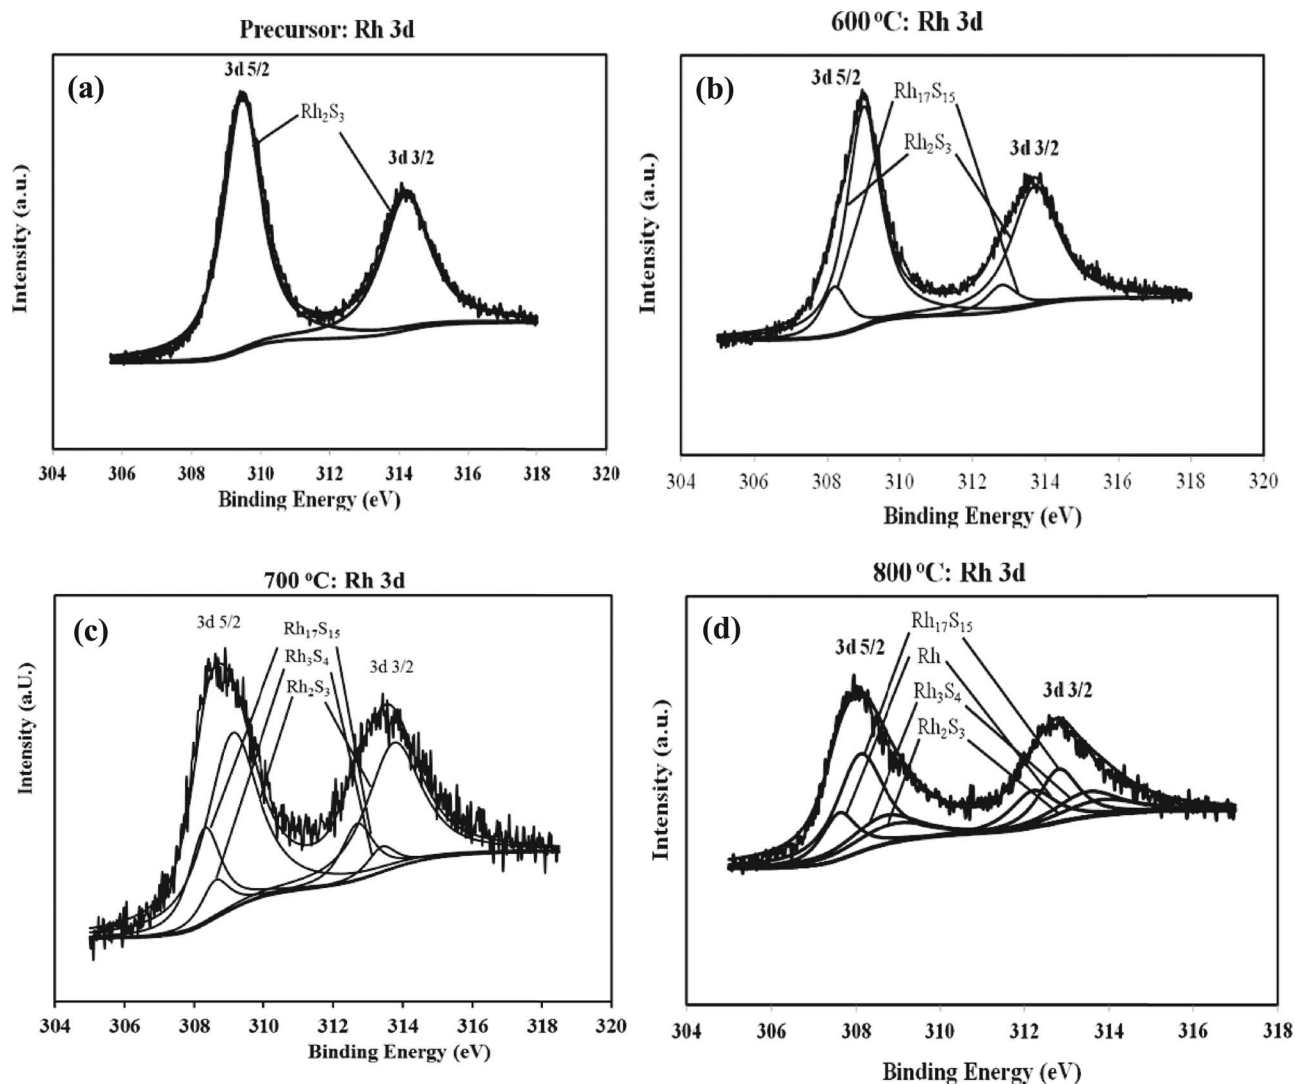 Precursor: Rh 3d
(a)
3d 5/2
Rh₂S₃
3d 3/2
Intensity (a.u.)
304 306 308 310 312 314 316 318 320
Binding Energy (eV)
600 °C: Rh 3d
(b)
3d 5/2
Rh₁₇S₁₅
Rh₂S₃
3d 3/2
Intensity (a.u.)
304 306 308 310 312 314 316 318 320
Binding Energy (eV)
700 °C: Rh 3d
(c)
3d 5/2
Rh₁₇S₁₅
Rh₃S₄
Rh₂S₃
3d 3/2
Intensity (a.U.)
304 306 308 310 312 314 316 318 320
Binding Energy (eV)
800 °C: Rh 3d
(d)
3d 5/2
Rh₁₇S₁₅
Rh
Rh₃S₄
Rh₂S₃
3d 3/2
Intensity (a.u.)
304 306 308 310 312 314 316 318
Binding Energy (eV)